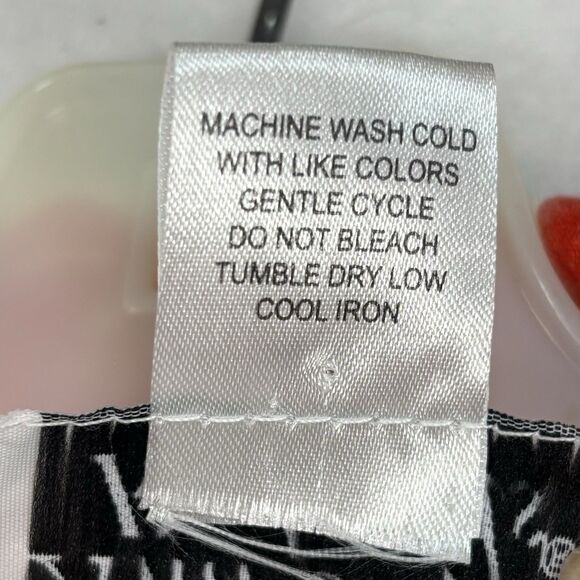 MACHINE WASH COLD
WITH LIKE COLORS
GENTLE CYCLE
DO NOT BLEACH
TUMBLE DRY LOW
COOL IRON